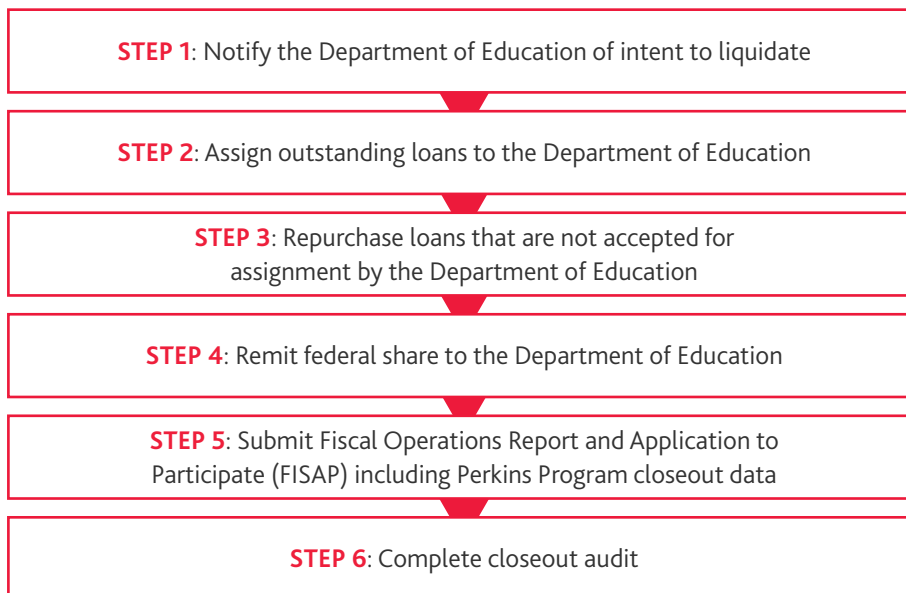 STEP 1: Notify the Department of Education of intent to liquidate
STEP 2: Assign outstanding loans to the Department of Education
STEP 3: Repurchase loans that are not accepted for
assignment by the Department of Education
STEP 4: Remit federal share to the Department of Education
STEP 5: Submit Fiscal Operations Report and Application to
Participate (FISAP) including Perkins Program closeout data
STEP 6: Complete closeout audit